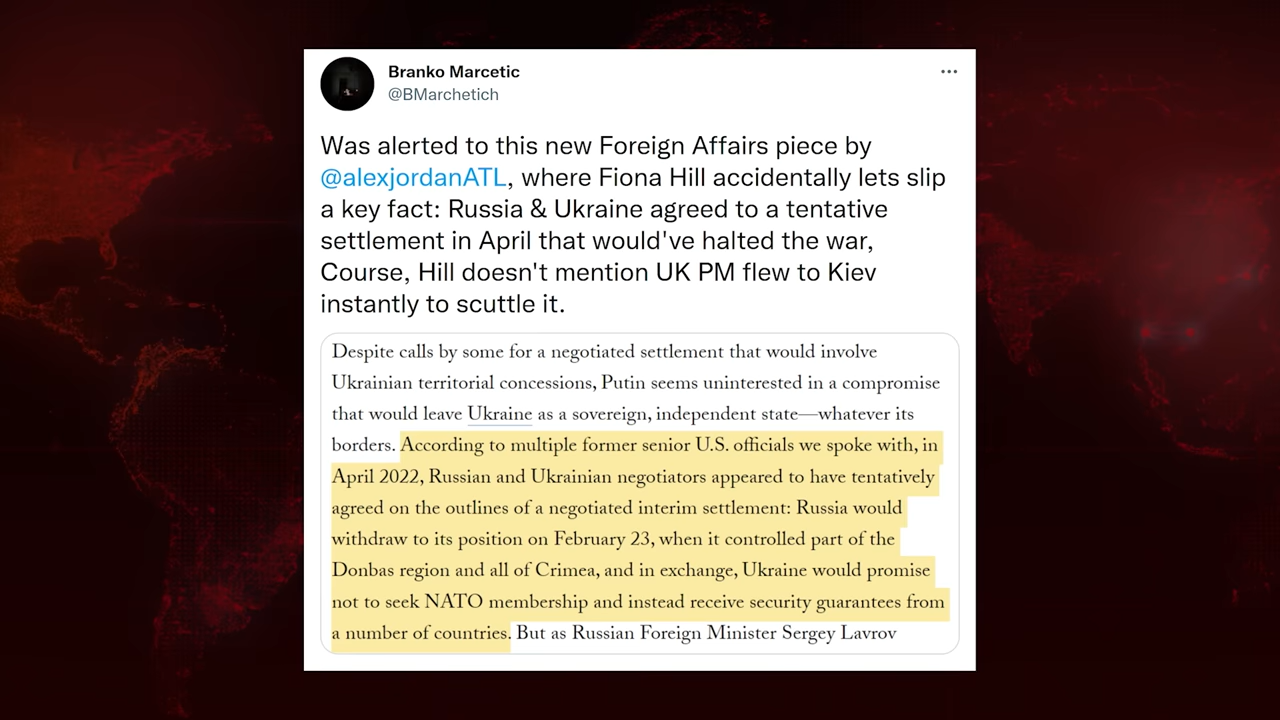 Branko Marcetic
@BMarchetich
Was alerted to this new Foreign Affairs piece by
@alexjordanATL, where Fiona Hill accidentally lets slip
a key fact: Russia & Ukraine agreed to a tentative
settlement in April that would've halted the war,
Course, Hill doesn't mention UK PM flew to Kiev
instantly to scuttle it.
Despite calls by some for a negotiated settlement that would involve
Ukrainian territorial concessions, Putin seems uninterested in a compromise
that would leave Ukraine as a sovereign, independent state—whatever its
borders. According to multiple former senior U.S. officials we spoke with, in
April 2022, Russian and Ukrainian negotiators appeared to have tentatively
agreed on the outlines of a negotiated interim settlement: Russia would
withdraw to its position on February 23, when it controlled part of the
Donbas region and all of Crimea, and in exchange, Ukraine would promise
not to seek NATO membership and instead receive security guarantees from
a number of countries. But as Russian Foreign Minister Sergey Lavrov